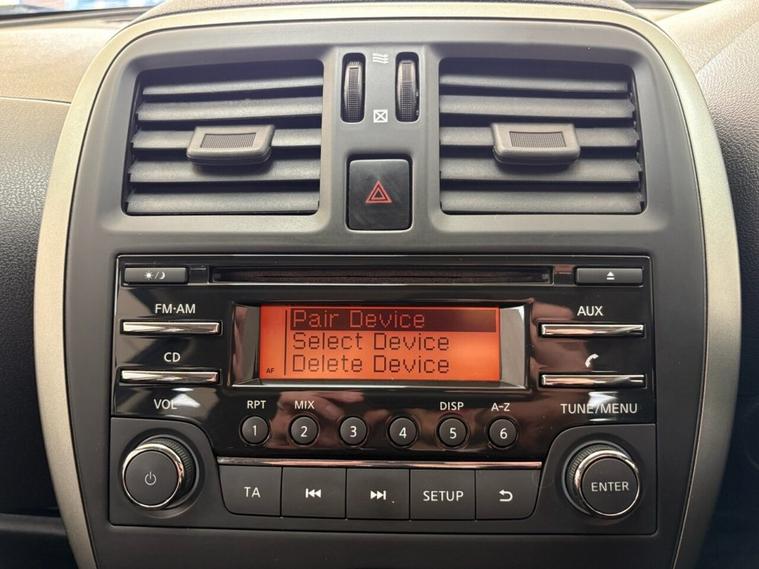 Pair Device
Select Device
Delete Device
AF
FM·AM
AUX
CD
VOL
RPT
MIX
DISP
A-Z
TUNE/MENU
1
2
3
4
5
6
TA
SETUP
ENTER